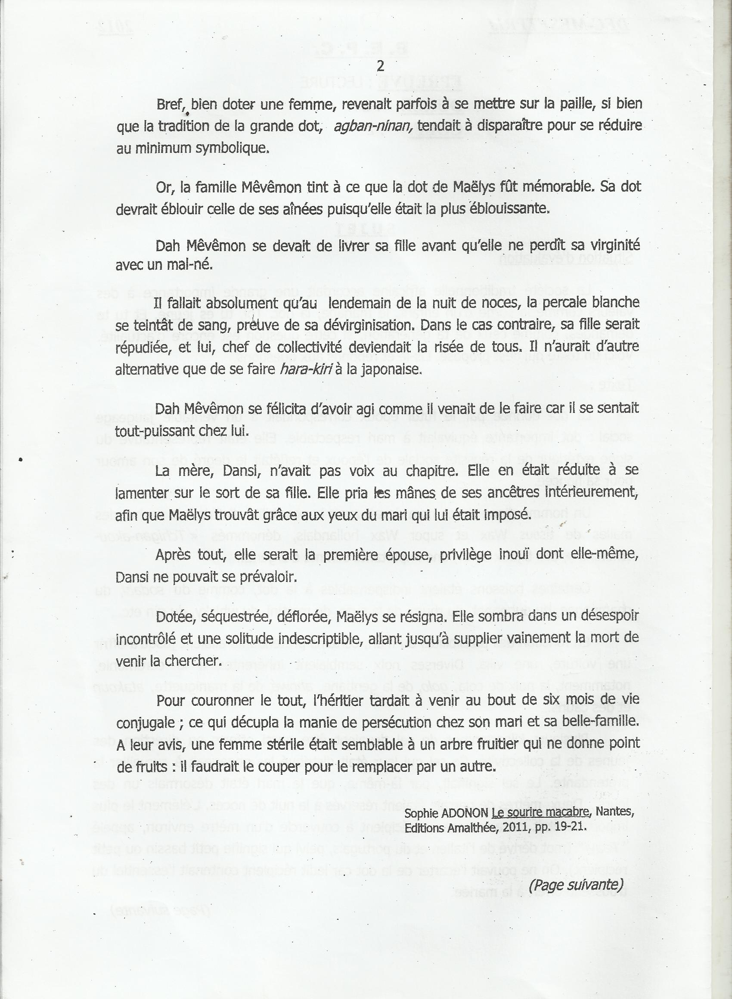 2
Bref, bien doter une femme, revenait parfois à se mettre sur la paille, si bien
que la tradition de la grande dot, agban-nínan, tendait à disparaître pour se réduire
au minimum symbolique.
Or, la famille Mêvêmon tint à ce que la dot de Maëlys fût mémorable. Sa dot
devrait éblouir celle de ses aînées puisqu'elle était la plus éblouissante.
Dah Mêvêmon se devait de livrer sa fille avant qu'elle ne perdît sa virginité
avec un mal-né.
Il fallait absolument qu'au lendemain de la nuit de noces, la percale blanche
se teintât de sang, preuve de sa dévirginisation. Dans le cas contraire, sa fille serait
répudiée, et lui, chef de collectivité deviendait la risée de tous. Il n'aurait d'autre
alternative que de se faire hara-kiri à la japonaise.
Dah Mêvêmon se félicita d'avoir agi comme il venait de le faire car il se sentait
tout-puissant chez lui.
La mère, Dansi, n'avait pas voix au chapitre. Elle en était réduite à se
lamenter sur le sort de sa fille. Elle pria les mânes de ses ancêtres intérieurement,
afin que Maëlys trouvât grâce aux yeux du mari qui lui était imposé.
Après tout, elle serait la première épouse, privilège inouï dont elle-même,
Dansi ne pouvait se prévaloir.
Dotée, séquestrée, déflorée, Maëlys se résigna. Elle sombra dans un désespoir
incontrôlé et une solitude indescriptible, allant jusqu'à supplier vainement la mort de
venir la chercher.
Pour couronner le tout, l'héritier tardait à venir au bout de six mois de vie
conjugale ; ce qui décupla la manie de persécution chez son mari et sa belle-famille.
A leur avis, une femme stérile était semblable à un arbre fruitier qui ne donne point
de fruits : il faudrait le couper pour le remplacer par un autre.
Sophie ADONON Le sourire macabre, Nantes,
Editions Amalthée, 2011, pp. 19-21.
(Page suivante)